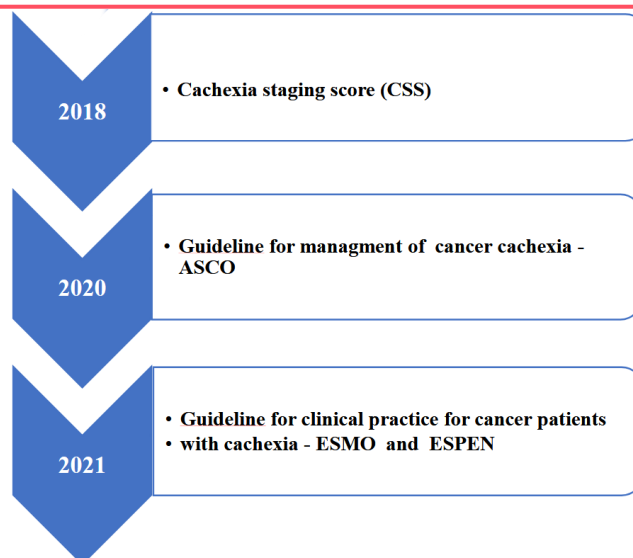 2018
• Cachexia staging score (CSS)
2020
• Guideline for managment of cancer cachexia -
ASCO
2021
• Guideline for clinical practice for cancer patients
• with cachexia - ESMO and ESPEN